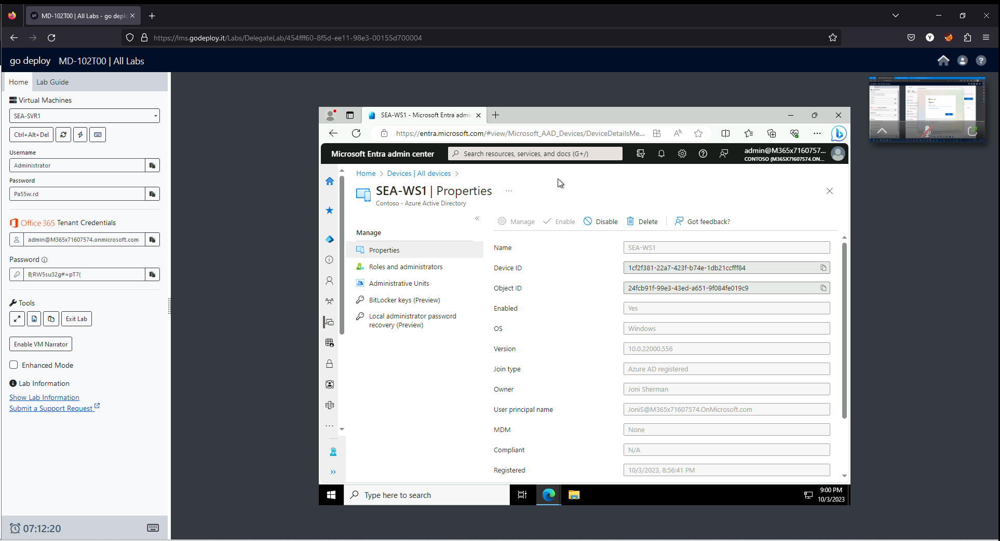 MD-102T00 | All Labs - go deplo
https://lms.godeploy.it/Labs/DelegateLab/454fff60-8f5d-ee11-98e3-00155d700004
go deploy MD-102T00 | All Labs
Home Lab Guide
Virtual Machines
SEA-SVR1
Ctrl+Alt+Del
Username
Administrator
Password
Pa55w.rd
Office 365 Tenant Credentials
admin@M365x71607574.onmicrosoft.com
Password
B;RW5su32g#=pT7(
Tools
Exit Lab
Enable VM Narrator
Enhanced Mode
Lab Information
Show Lab Information
Submit a Support Request
07:12:20
SEA-WS1 - Microsoft Entra admi
https://entra.microsoft.com/#view/Microsoft_AAD_Devices/DeviceDetailsMe...
Microsoft Entra admin center
Search resources, services, and docs (G+/)
admin@M365x7160757...
CONTOSO (M365X71607574.ON...
Home > Devices | All devices >
SEA-WS1 | Properties ...
Contoso - Azure Active Directory
Manage
Properties
Roles and administrators
Administrative Units
BitLocker keys (Preview)
Local administrator password
recovery (Preview)
Manage Enable Disable Delete Got feedback?
Name SEA-WS1
Device ID 1cf2f381-22a7-423f-b74e-1db21ccfff84
Object ID 24fcb91f-99e3-43ed-a651-9f084fe019c9
Enabled Yes
OS Windows
Version 10.0.22000.556
Join type Azure AD registered
Owner Joni Sherman
User principal name JoniS@M365x71607574.OnMicrosoft.com
MDM None
Compliant N/A
Registered 10/3/2023, 8:56:41 PM
Type here to search
9:00 PM
10/3/2023